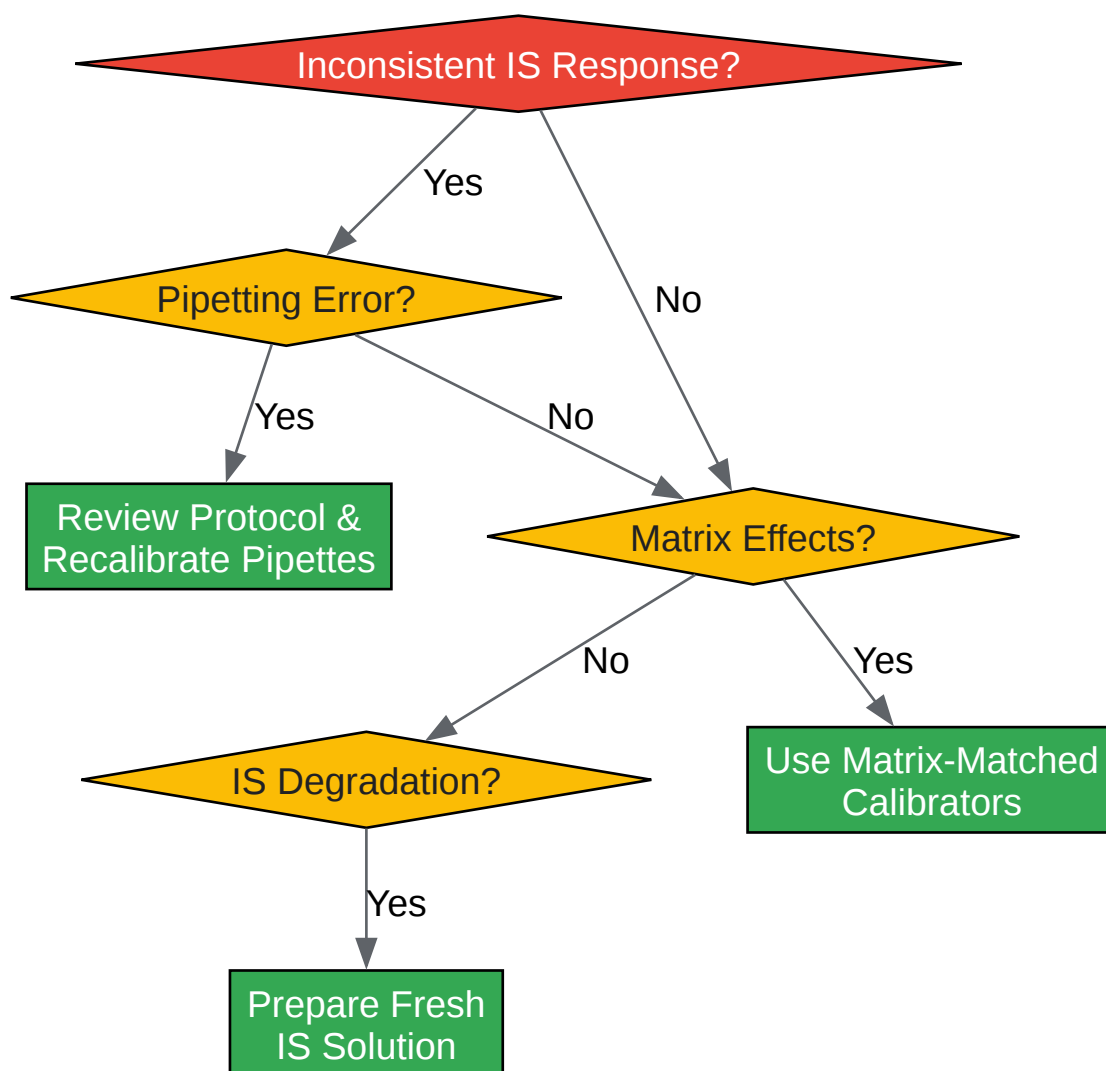 Inconsistent IS Response?
Yes
No
Pipetting Error?
Yes
No
Review Protocol &
Recalibrate Pipettes
Matrix Effects?
No
Yes
IS Degradation?
Use Matrix-Matched
Calibrators
Yes
Prepare Fresh
IS Solution